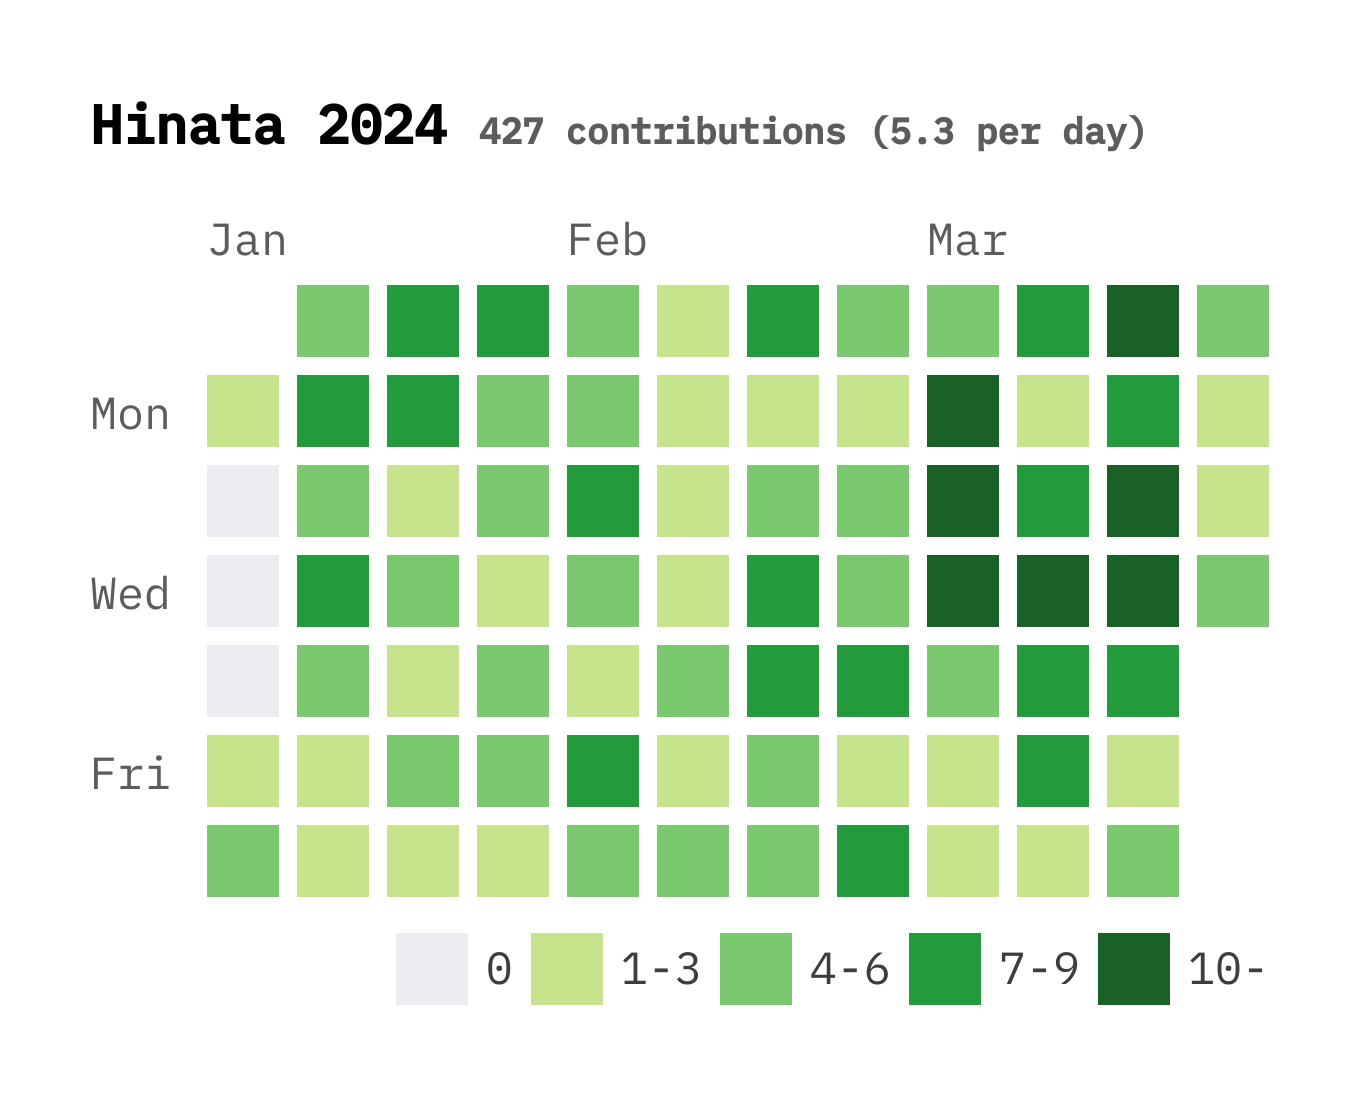 Hinata 2024 427 contributions (5.3 per day)
Jan Feb Mar
Mon
Wed
Fri
0 1-3 4-6 7-9 10-